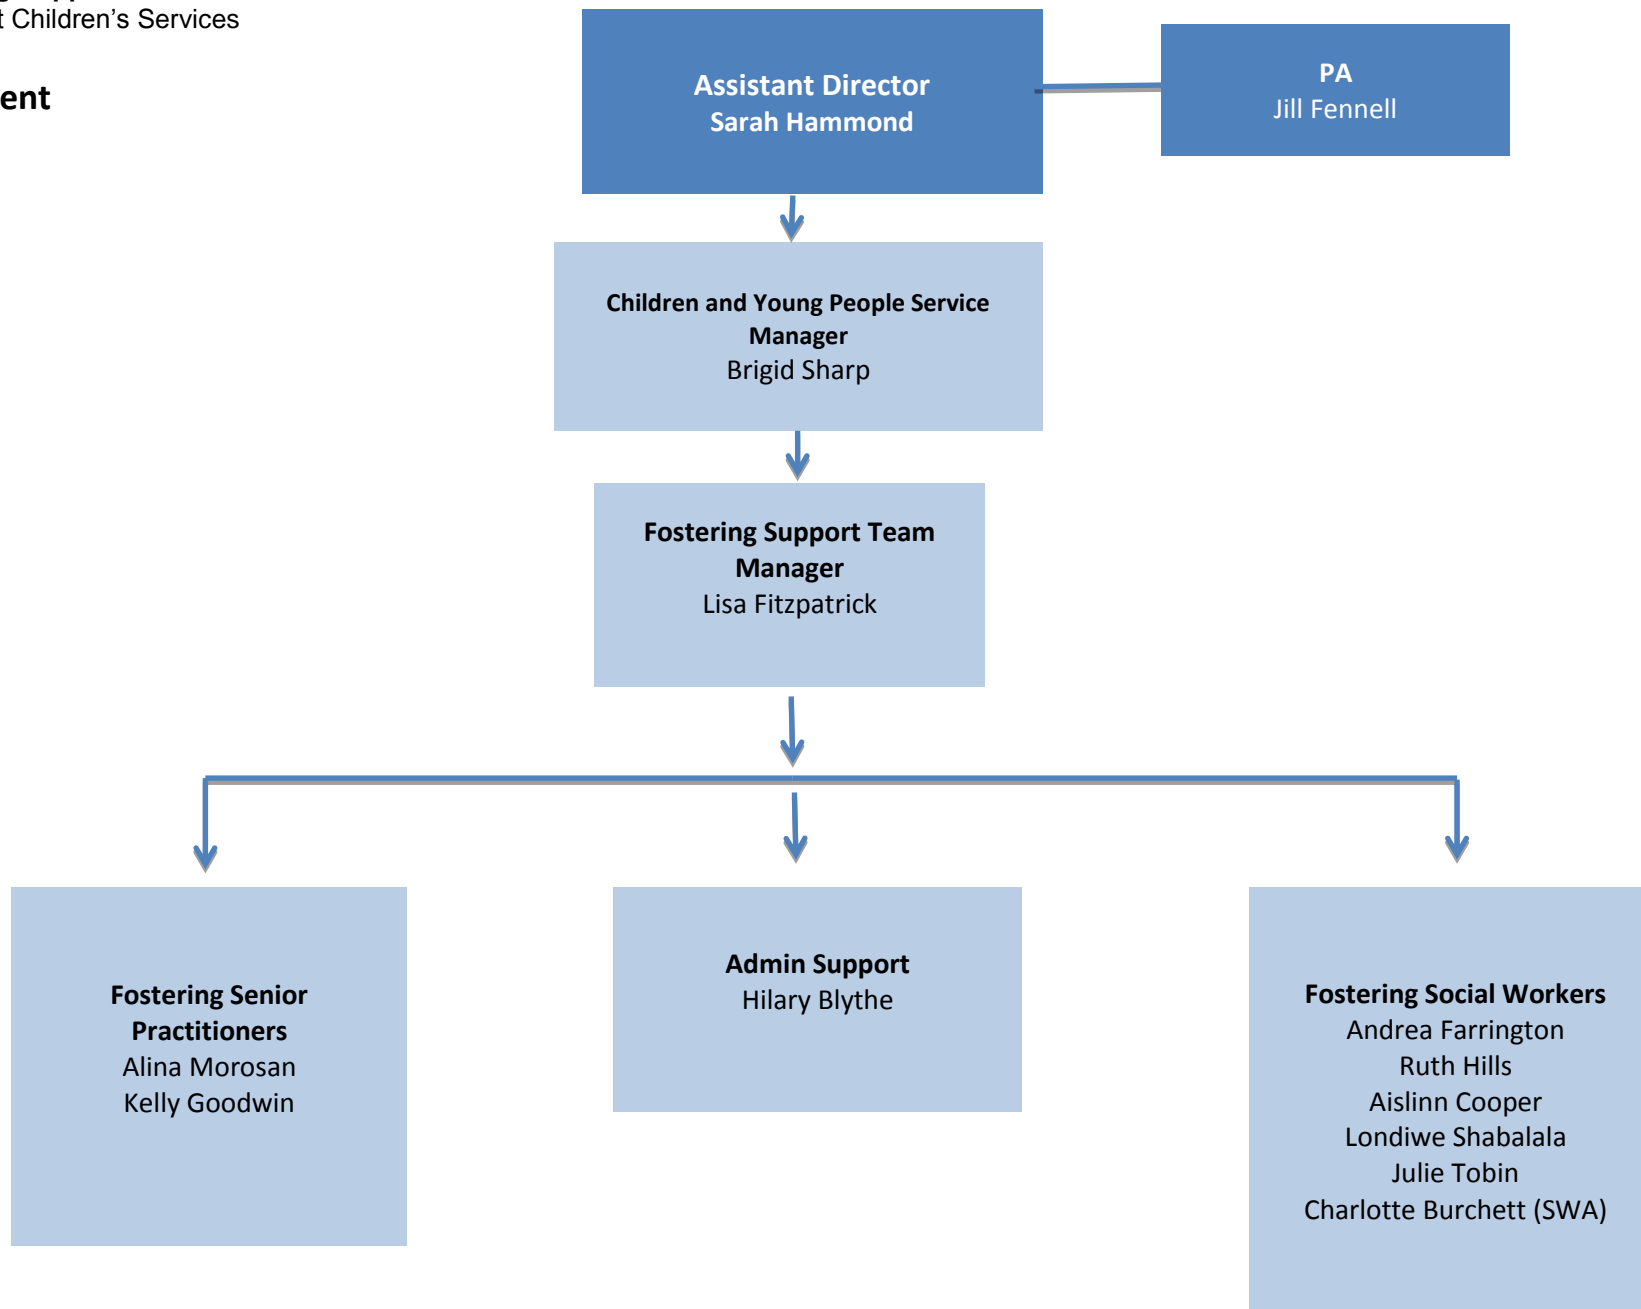 t Children's Services
ent
Assistant Director
Sarah Hammond
PA
Jill Fennell
Children and Young People Service
Manager
Brigid Sharp
Fostering Support Team
Manager
Lisa Fitzpatrick
Fostering Senior
Practitioners
Alina Morosan
Kelly Goodwin
Admin Support
Hilary Blythe
Fostering Social Workers
Andrea Farrington
Ruth Hills
Aislinn Cooper
Londiwe Shabalala
Julie Tobin
Charlotte Burchett (SWA)